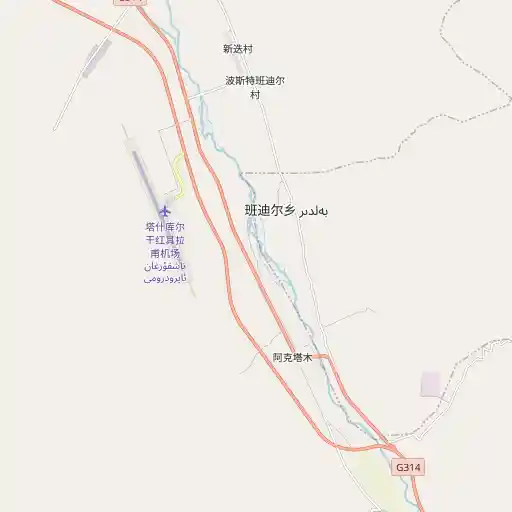 新迭村
波斯特班迪尔
村
班迪尔乡 بەلدىر
塔什库尔
干红其拉
甫机场
تاشقۇرغان
ئايرودرومى
阿克塔木
G314